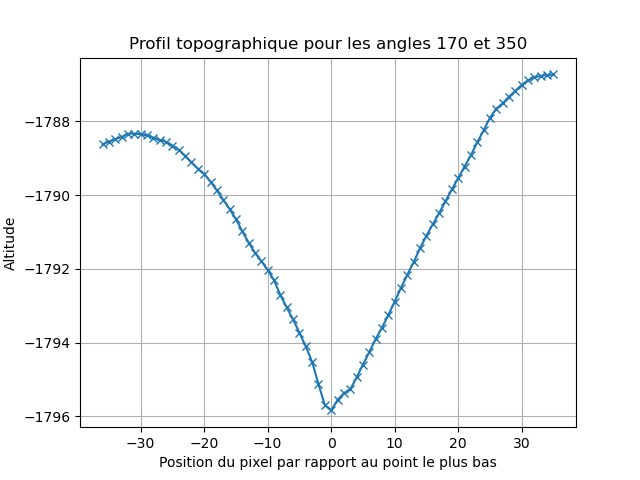 Profil topographique pour les angles 170 et 350
Altitude
−1788
−1790
−1792
−1794
−1796
−30 −20 −10 0 10 20 30
Position du pixel par rapport au point le plus bas